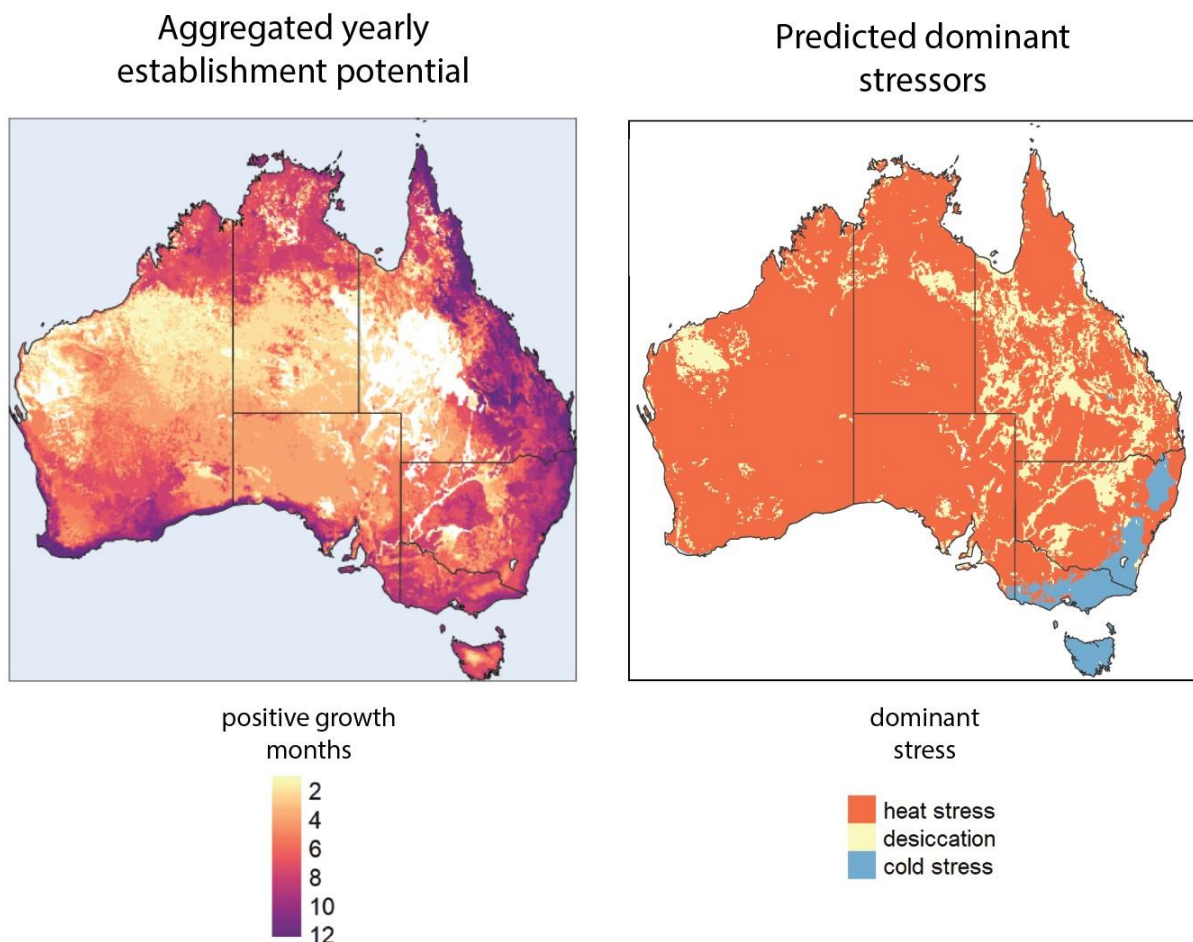 Aggregated yearly
establishment potential
Predicted dominant
stressors
positive growth
months
2
4
6
8
10
12
dominant
stress
heat stress
desiccation
cold stress